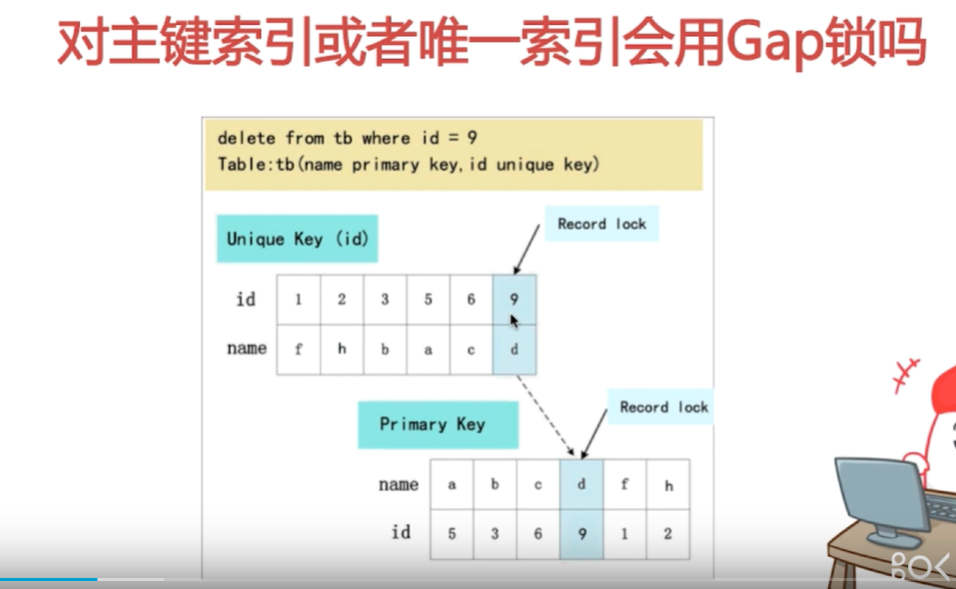 对主键索引或者唯一索引会用Gap锁吗
delete from tb where id = 9
Table:tb(name primary key,id unique key)
Record lock
Unique Key (id)
id 1 2 3 5 6 9
name f h b a c d
Record lock
Primary Key
name a b c d f h
id 5 3 6 9 1 2